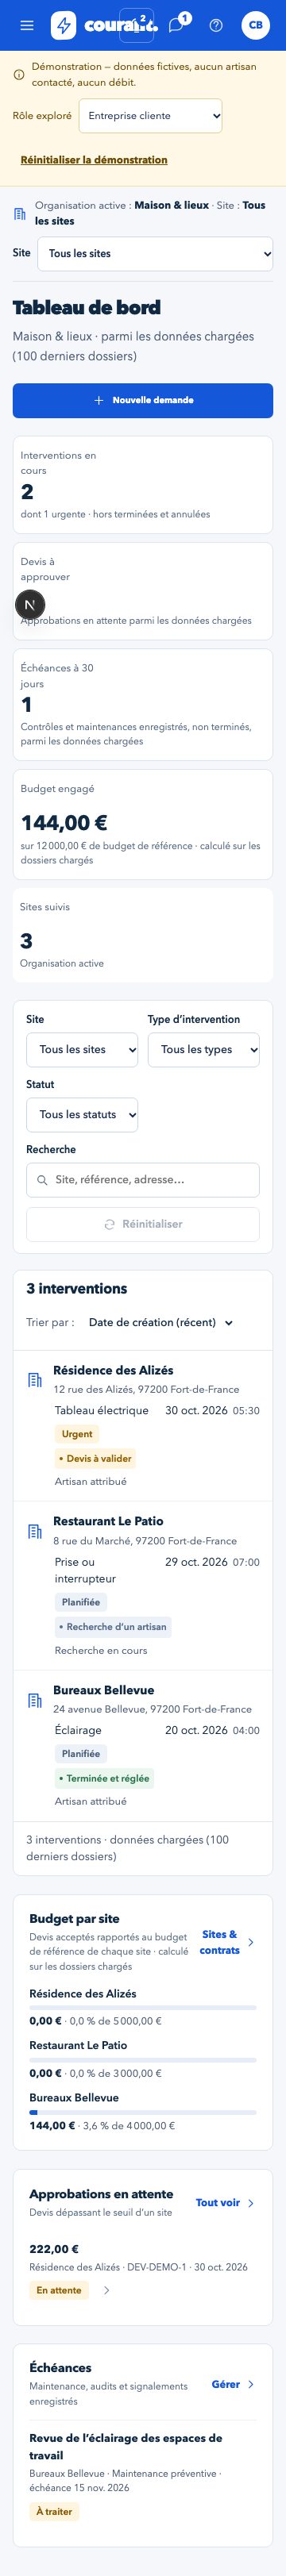 courant.
2
1
CB
Démonstration – données fictives, aucun artisan
contacté, aucun débit.
Rôle exploré
Entreprise cliente
Réinitialiser la démonstration
Organisation active : Maison & lieux · Site : Tous
les sites
Site
Tous les sites
Tableau de bord
Maison & lieux · parmi les données chargées
(100 derniers dossiers)
Nouvelle demande
Interventions en
cours
2
dont 1 urgente · hors terminées et annulées
Devis à
approuver
N
Approbations en attente parmi les données chargées
Échéances à 30
jours
1
Contrôles et maintenances enregistrés, non terminés,
parmi les données chargées
Budget engagé
144,00 €
sur 12 000,00 € de budget de référence · calculé sur les
dossiers chargés
Sites suivis
3
Organisation active
Site
Type d’intervention
Tous les sites
Tous les types
Statut
Tous les statuts
Recherche
Site, référence, adresse…
Réinitialiser
3 interventions
Trier par :
Date de création (récent)
Résidence des Alizés
12 rue des Alizés, 97200 Fort-de-France
Tableau électrique
30 oct. 2026 05:30
Urgent
• Devis à valider
Artisan attribué
Restaurant Le Patio
8 rue du Marché, 97200 Fort-de-France
Prise ou
interrupteur
29 oct. 2026 07:00
Planifiée
• Recherche d’un artisan
Recherche en cours
Bureaux Bellevue
24 avenue Bellevue, 97200 Fort-de-France
Éclairage
20 oct. 2026 04:00
Planifiée
• Terminée et réglée
Artisan attribué
3 interventions · données chargées (100
derniers dossiers)
Budget par site
Devis acceptés rapportés au budget
de référence de chaque site · calculé
sur les dossiers chargés
Sites &
contrats
Résidence des Alizés
0,00 € · 0,0 % de 5 000,00 €
Restaurant Le Patio
0,00 € · 0,0 % de 3 000,00 €
Bureaux Bellevue
144,00 € · 3,6 % de 4 000,00 €
Approbations en attente
Devis dépassant le seuil d’un site
Tout voir
222,00 €
Résidence des Alizés · DEV-DEMO-1 · 30 oct. 2026
En attente
Échéances
Maintenance, audits et signalements
enregistrés
Gérer
Revue de l’éclairage des espaces de
travail
Bureaux Bellevue · Maintenance préventive ·
échéance 15 nov. 2026
À traiter